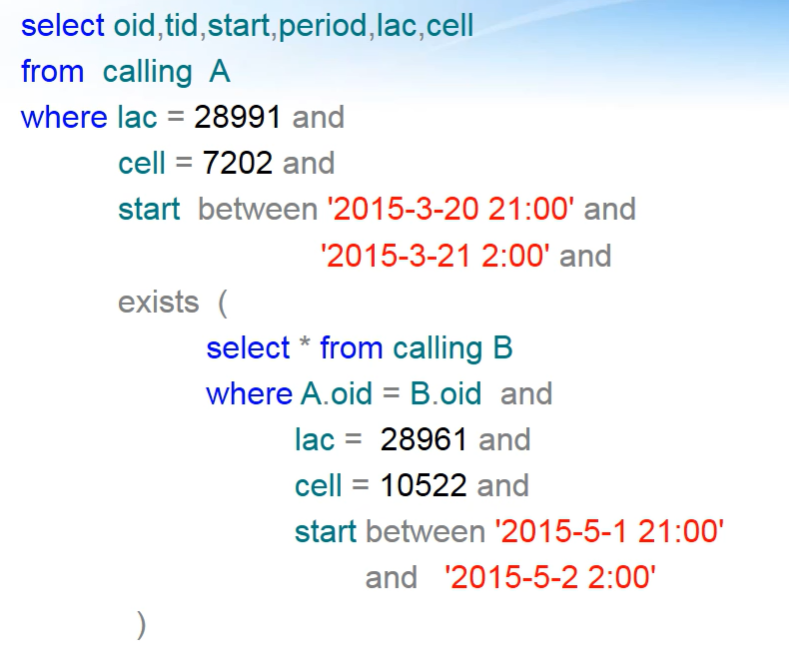 select oid,tid,start,period,lac,cell
from calling A
where lac = 28991 and
cell = 7202 and
start between '2015-3-20 21:00' and
'2015-3-21 2:00' and
exists (
select * from calling B
where A.oid = B.oid and
lac = 28961 and
cell = 10522 and
start between '2015-5-1 21:00'
and '2015-5-2 2:00'
)